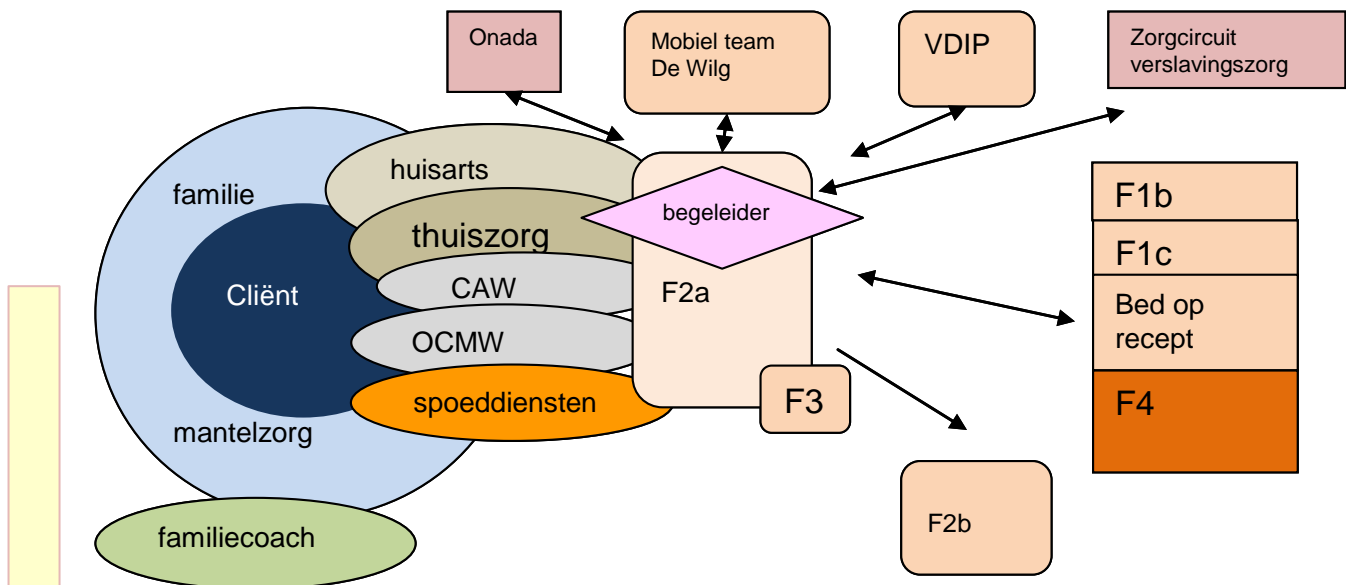 Onada
Mobiel team
De Wilg
VDIP
Zorgcircuit
verslavingszorg
huisarts
familie
begeleider
F1b
thuiszorg
F1c
CAW
F2a
Cliënt
Bed op
recept
OCMW
spoeddiensten
F3
F4
mantelzorg
F2b
familiecoach